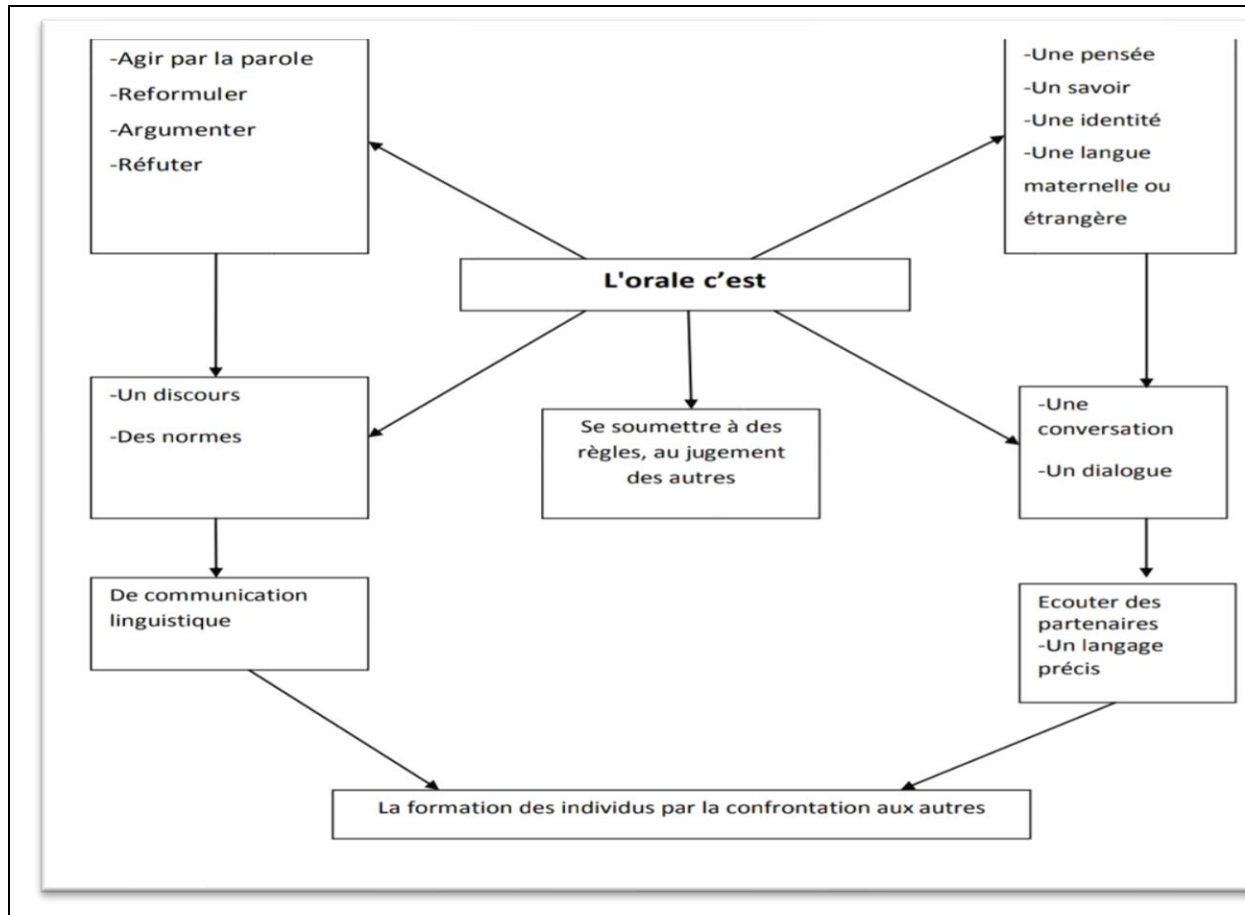 -Agir par la parole
-Reformuler
-Argumenter
-Réfuter
-Une pensée
-Un savoir
-Une identité
-Une langue
maternelle ou
étrangère
L'orale c’est
-Un discours
-Des normes
Se soumettre à des
règles, au jugement
des autres
-Une
conversation
-Un dialogue
De communication
linguistique
Ecouter des
partenaires
-Un langage
précis
La formation des individus par la confrontation aux autres